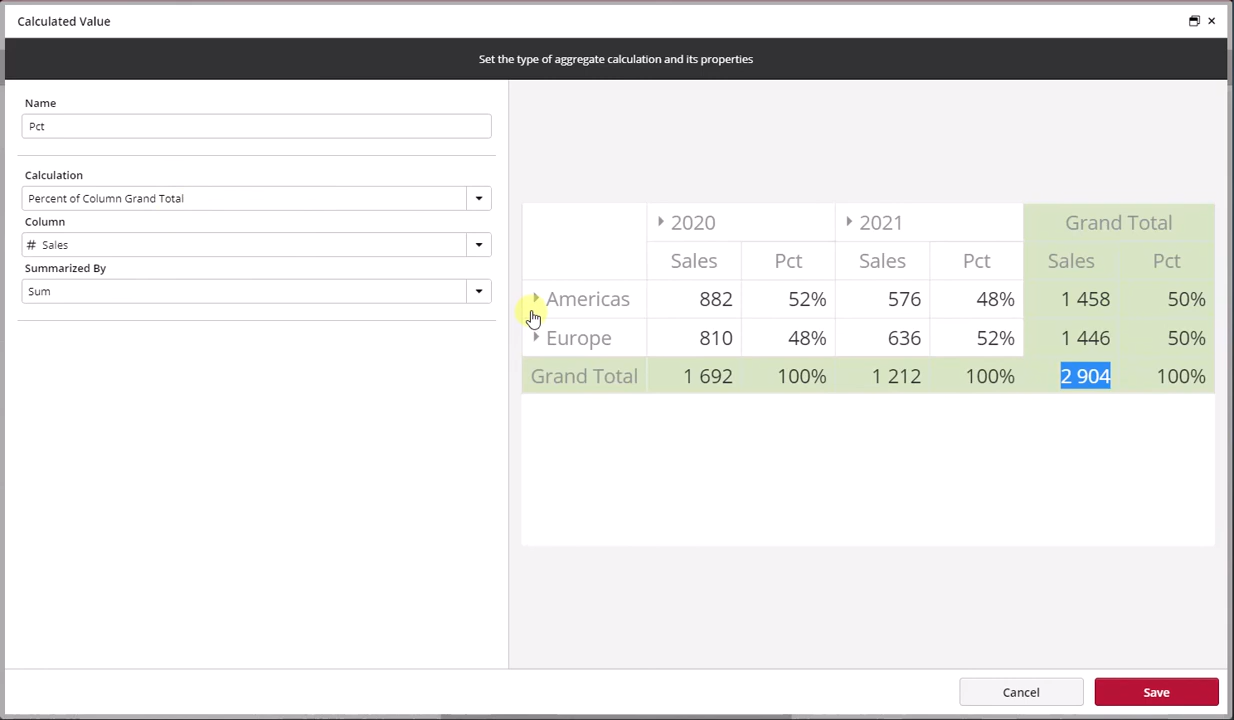 Calculated Value
Set the type of aggregate calculation and its properties
Name
Pct
Calculation
Percent of Column Grand Total
Column
# Sales
Summarized By
Sum
2020 2021 Grand Total
Sales Pct Sales Pct Sales Pct
Americas 882 52% 576 48% 1 458 50%
Europe 810 48% 636 52% 1 446 50%
Grand Total 1 692 100% 1 212 100% 2 904 100%
Cancel Save